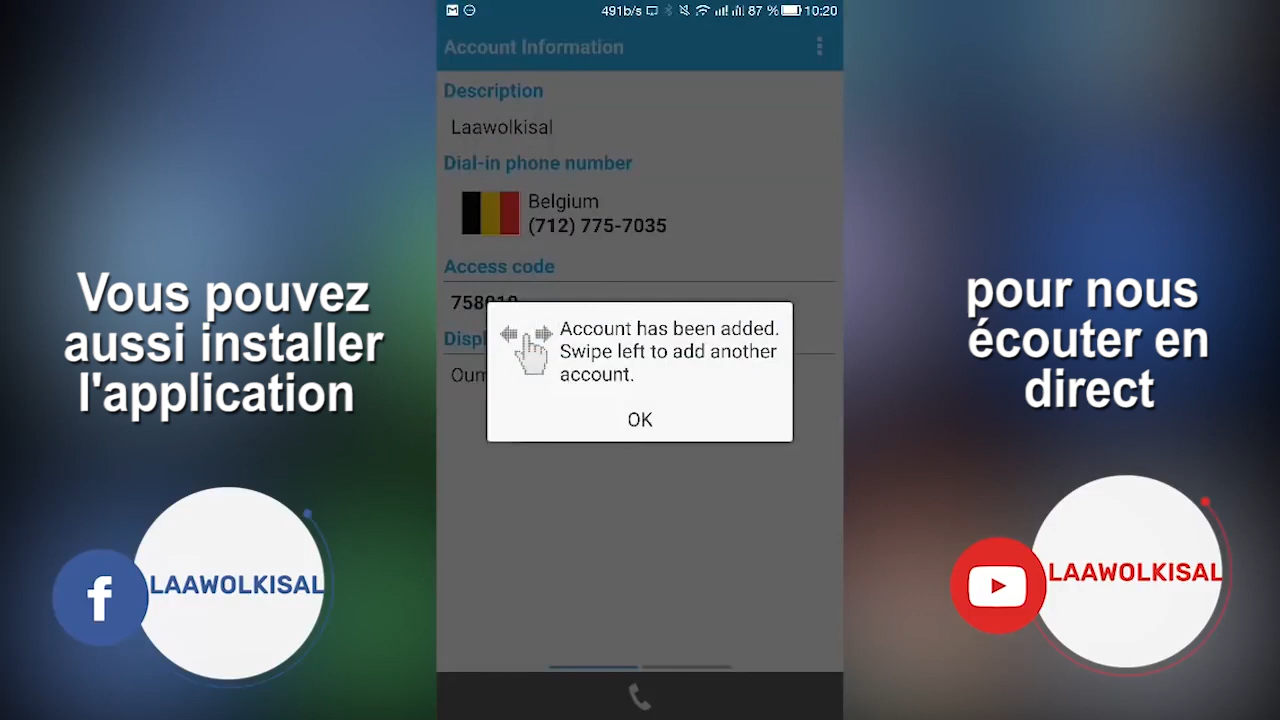 491b/s 87 % 10:20
Account Information
Description
Laawolkisal
Dial-in phone number
Belgium
(712) 775-7035
Access code
Account has been added.
Swipe left to add another
account.
OK
Vous pouvez
aussi installer
l'application
pour nous
écouter en
direct
f
LAAWOLKISAL
LAAWOLKISAL